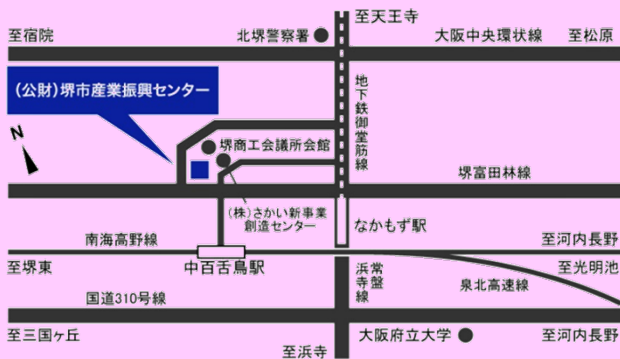 至天王寺
至宿院
北堺警察署
大阪中央環状線
至松原
(公財)堺市産業振興センター
地下鉄御堂筋線
N
堺商工会議所会館
堺富田林線
(株)さかい新事業
創造センター
なかもず駅
南海高野線
至河内長野
至堺東
中百舌鳥駅
常盤
浜寺線
至光明池
泉北高速線
国道310号線
至三国ヶ丘
大阪府立大学
至河内長野
至浜寺